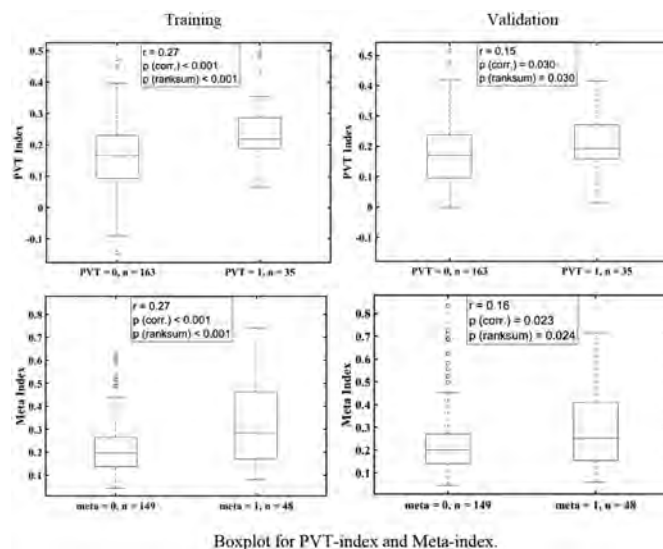 Training
Validation
0.5
0.4
0.3
0.2
0.1
0
-0.1
PVT Index
r = 0.27
p (corr.) < 0.001
p (ranksum) < 0.001
PVT = 0, n = 163
PVT = 1, n = 35
0.5
0.4
0.3
0.2
0.1
0
-0.1
PVT Index
r = 0.15
p (corr.) = 0.030
p (ranksum) = 0.030
PVT = 0, n = 163
PVT = 1, n = 35
0.8
0.7
0.6
0.5
0.4
0.3
0.2
0.1
Meta Index
r = 0.27
p (corr.) < 0.001
p (ranksum) < 0.001
meta = 0, n = 149
meta = 1, n = 48
0.8
0.7
0.6
0.5
0.4
0.3
0.2
0.1
Meta Index
r = 0.16
p (corr.) = 0.023
p (ranksum) = 0.024
meta = 0, n = 149
meta = 1, n = 48
Boxplot for PVT-index and Meta-index.